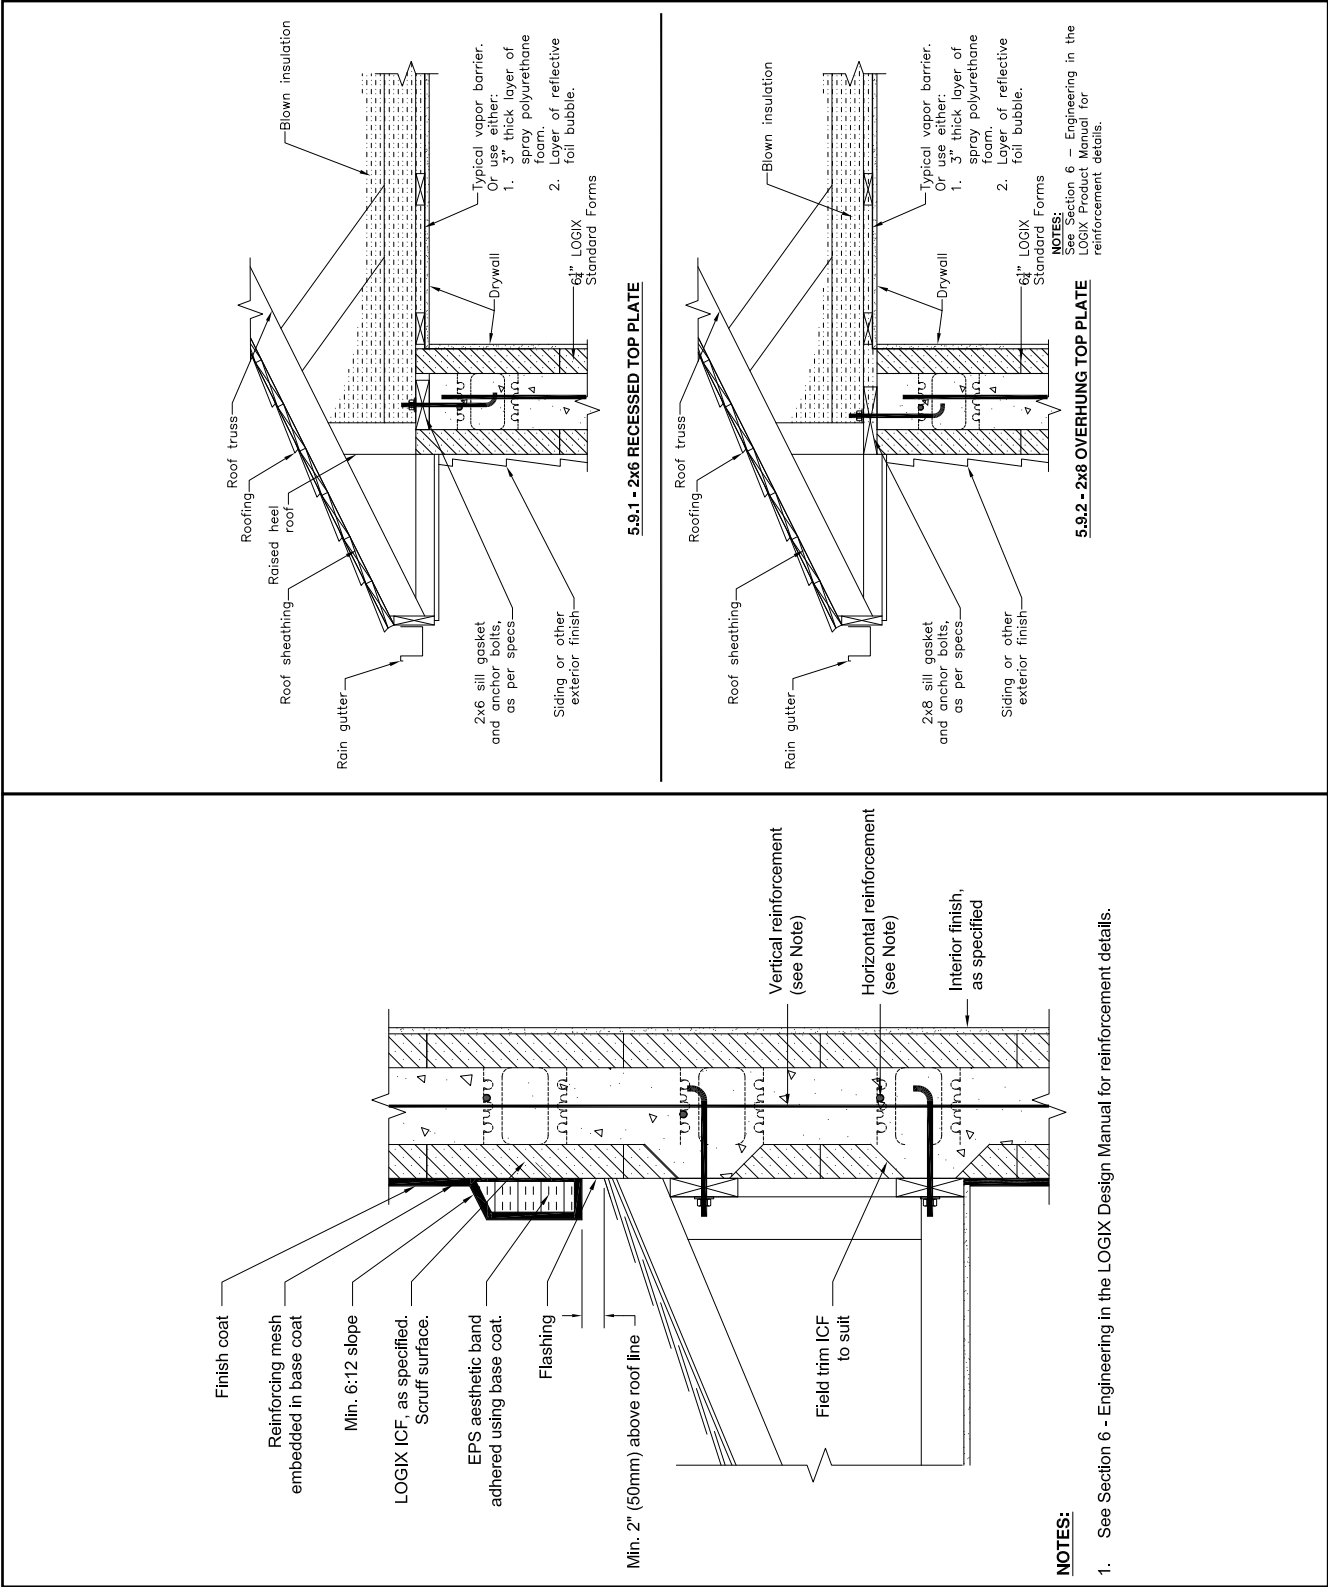 Finish coat
Reinforcing mesh
embedded in base coat
Min. 6:12 slope
LOGIX ICF, as specified.
Scruff surface.
EPS aesthetic band
adhered using base coat.
Flashing
Min. 2" (50mm) above roof line
Field trim ICF
to suit
Vertical reinforcement
(see Note)
Horizontal reinforcement
(see Note)
Interior finish,
as specified
NOTES:
1. See Section 6 - Engineering in the LOGIX Design Manual for reinforcement details.
Roof truss
Roofing
Raised heel
roof
Roof sheathing
Rain gutter
2x6 sill gasket
and anchor bolts,
as per specs
Siding or other
exterior finish
Blown insulation
Typical vapor barrier.
Or use either:
1. 3" thick layer of
spray polyurethane
foam.
2. Layer of reflective
foil bubble.
Drywall
6¼" LOGIX
Standard Forms
5.9.1 - 2x6 RECESSED TOP PLATE
Roof truss
Roofing
Roof sheathing
Rain gutter
2x8 sill gasket
and anchor bolts,
as per specs
Siding or other
exterior finish
Blown insulation
Typical vapor barrier.
Or use either:
1. 3" thick layer of
spray polyurethane
foam.
2. Layer of reflective
foil bubble.
Drywall
6¼" LOGIX
Standard Forms
NOTES:
See Section 6 – Engineering in the
LOGIX Product Manual for
reinforcement details.
5.9.2 - 2x8 OVERHUNG TOP PLATE